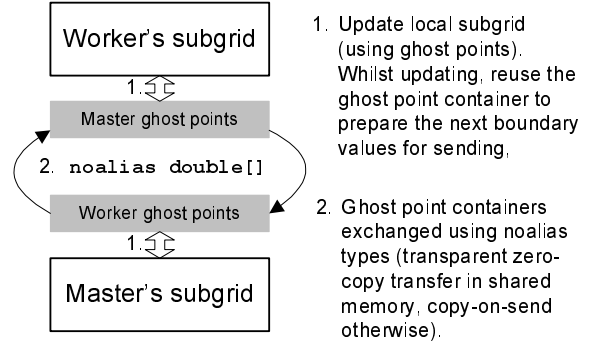 Worker's subgrid
1.
Master ghost points
2. noalias double[]
Worker ghost points
1.
Master's subgrid
1. Update local subgrid
(using ghost points).
Whilst updating, reuse the
ghost point container to
prepare the next boundary
values for sending,
2. Ghost point containers
exchanged using noalias
types (transparent zero-
copy transfer in shared
memory, copy-on-send
otherwise).